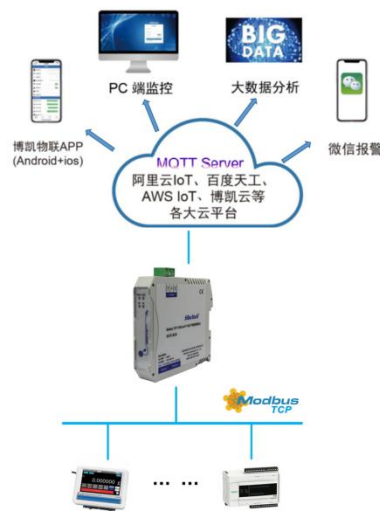 BIG
DATA
PC 端监控
大数据分析
博凯物联APP
(Android+ios)
微信报警
MQTT Server
阿里云IoT、百度天工、
AWS IoT、博凯云等
各大云平台
Modbus
TCP
... ...